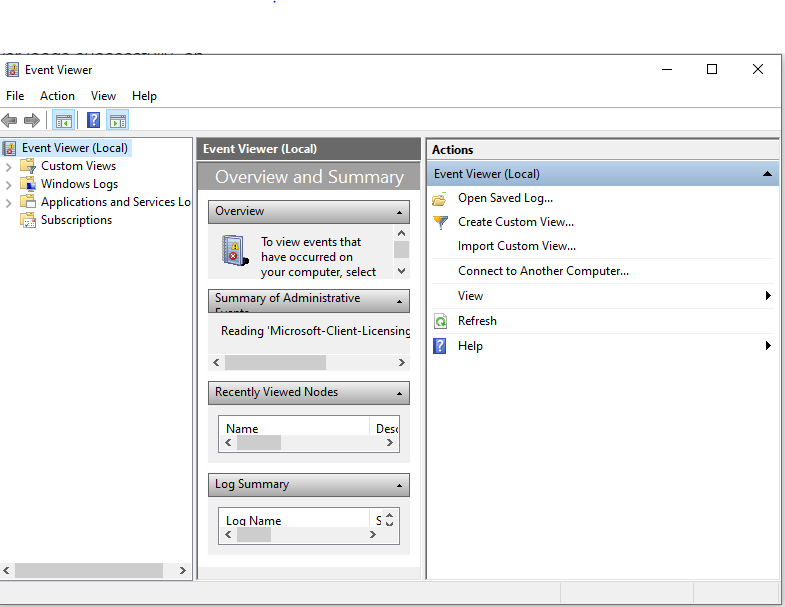 Event Viewer
File Action View Help
Event Viewer (Local)
Custom Views
Windows Logs
Applications and Services Lo
Subscriptions
Event Viewer (Local)
Overview and Summary
Overview
To view events that
have occurred on
your computer, select
Summary of Administrative
Events
Reading 'Microsoft-Client-Licensing
Recently Viewed Nodes
Name Desc
Log Summary
Log Name S
Actions
Event Viewer (Local)
Open Saved Log...
Create Custom View...
Import Custom View...
Connect to Another Computer...
View
Refresh
Help